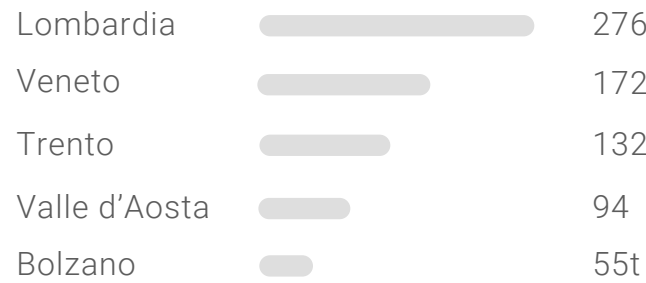 Lombardia 276
Veneto 172
Trento 132
Valle d’Aosta 94
Bolzano 55t